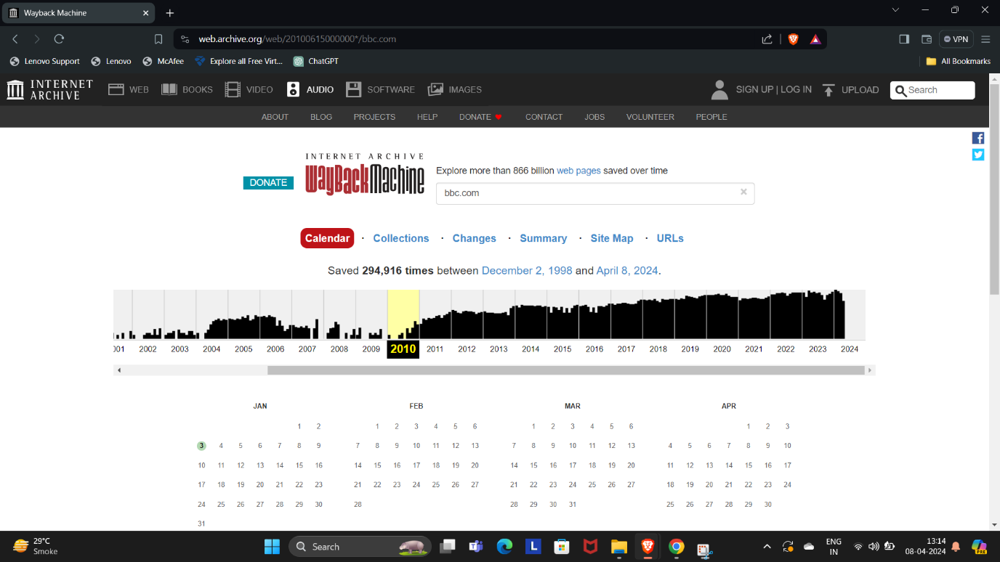 Wayback Machine
web.archive.org/web/20100615000000*/bbc.com
VPN
Lenovo Support Lenovo McAfee Explore all Free Virt... ChatGPT All Bookmarks
INTERNET ARCHIVE WEB BOOKS VIDEO AUDIO SOFTWARE IMAGES SIGN UP | LOG IN UPLOAD Search
ABOUT BLOG PROJECTS HELP DONATE CONTACT JOBS VOLUNTEER PEOPLE
INTERNET ARCHIVE
DONATE WayBackMachine Explore more than 866 billion web pages saved over time
bbc.com
Calendar · Collections · Changes · Summary · Site Map · URLs
Saved 294,916 times between December 2, 1998 and April 8, 2024.
001 2002 2003 2004 2005 2006 2007 2008 2009 2010 2011 2012 2013 2014 2015 2016 2017 2018 2019 2020 2021 2022 2023 2024
JAN FEB MAR APR
1 2 1 2 3 4 5 6 1 2 3 4 5 6 1 2 3
3 4 5 6 7 8 9 7 8 9 10 11 12 13 7 8 9 10 11 12 13 4 5 6 7 8 9 10
10 11 12 13 14 15 16 14 15 16 17 18 19 20 14 15 16 17 18 19 20 11 12 13 14 15 16 17
17 18 19 20 21 22 23 21 22 23 24 25 26 27 21 22 23 24 25 26 27 18 19 20 21 22 23 24
24 25 26 27 28 29 30 28 28 29 30 31 25 26 27 28 29 30
31
29°C
Smoke
Search
ENG
IN
13:14
08-04-2024
PRE